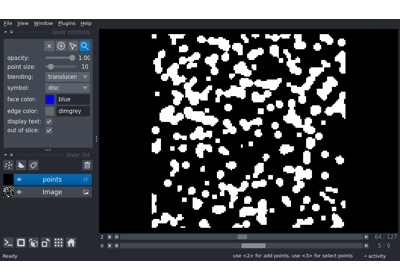 File View Window Plugins Help
layer controls
opacity: 1.00
point size: 10
blending: translucen
symbol: disc
face color: blue
edge color: dimgrey
display text:
out of slice:
layer list
points
Image
2 64 127
0 5 9
Ready use <2> for add points, use <3> for select points activity